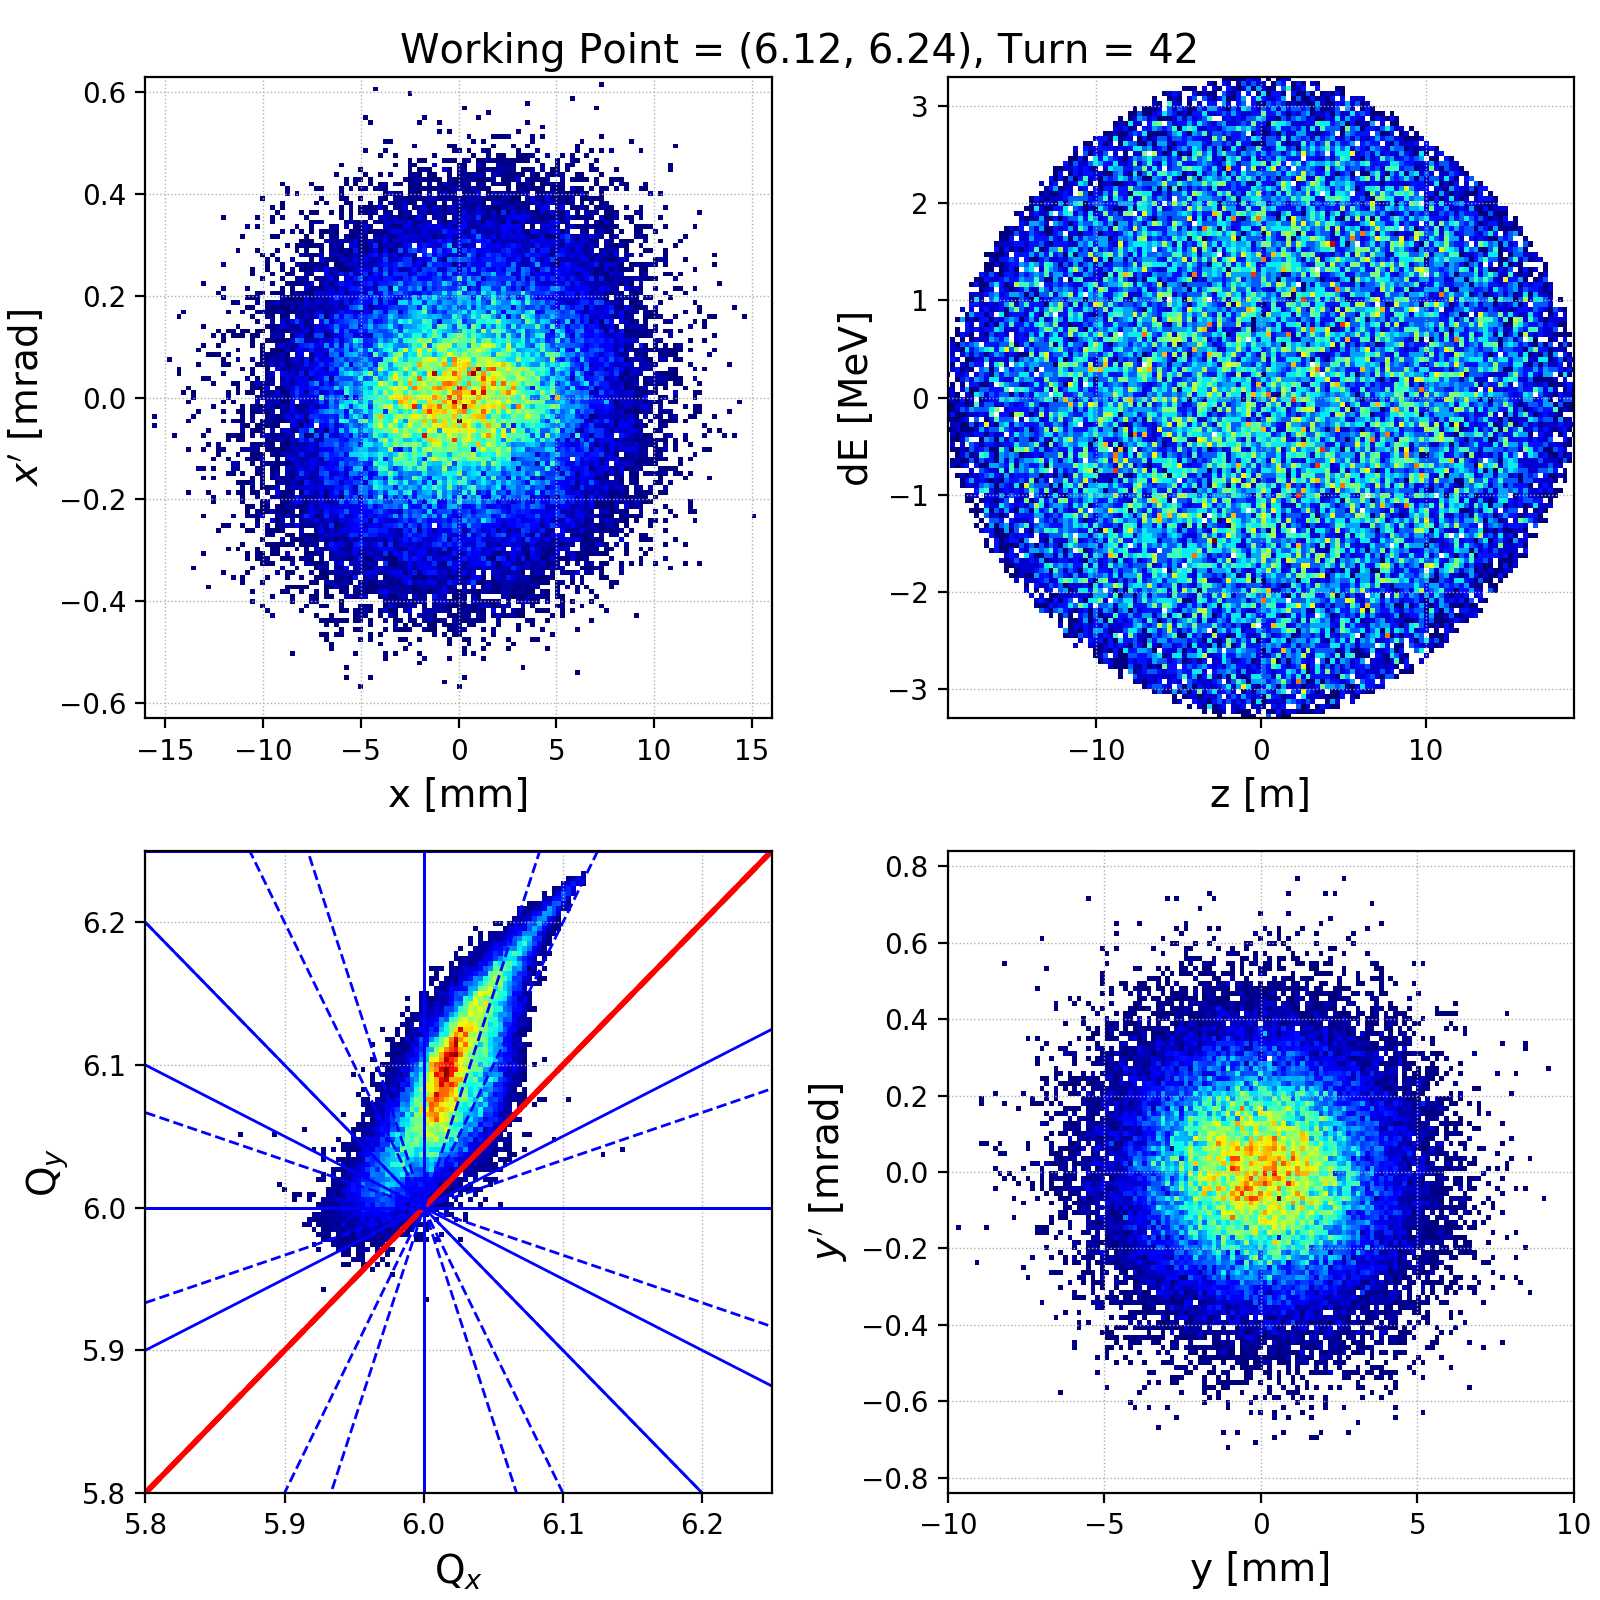 Working Point = (6.12, 6.24), Turn = 42
0.6
0.4
0.2
0.0
−0.2
−0.4
−0.6
x′ [mrad]
−15 −10 −5 0 5 10 15
x [mm]
3
2
1
0
−1
−2
−3
dE [MeV]
−10 0 10
z [m]
6.2
6.1
6.0
5.9
5.8
Qy
5.8 5.9 6.0 6.1 6.2
Qx
0.8
0.6
0.4
0.2
0.0
−0.2
−0.4
−0.6
−0.8
y′ [mrad]
−10 −5 0 5 10
y [mm]